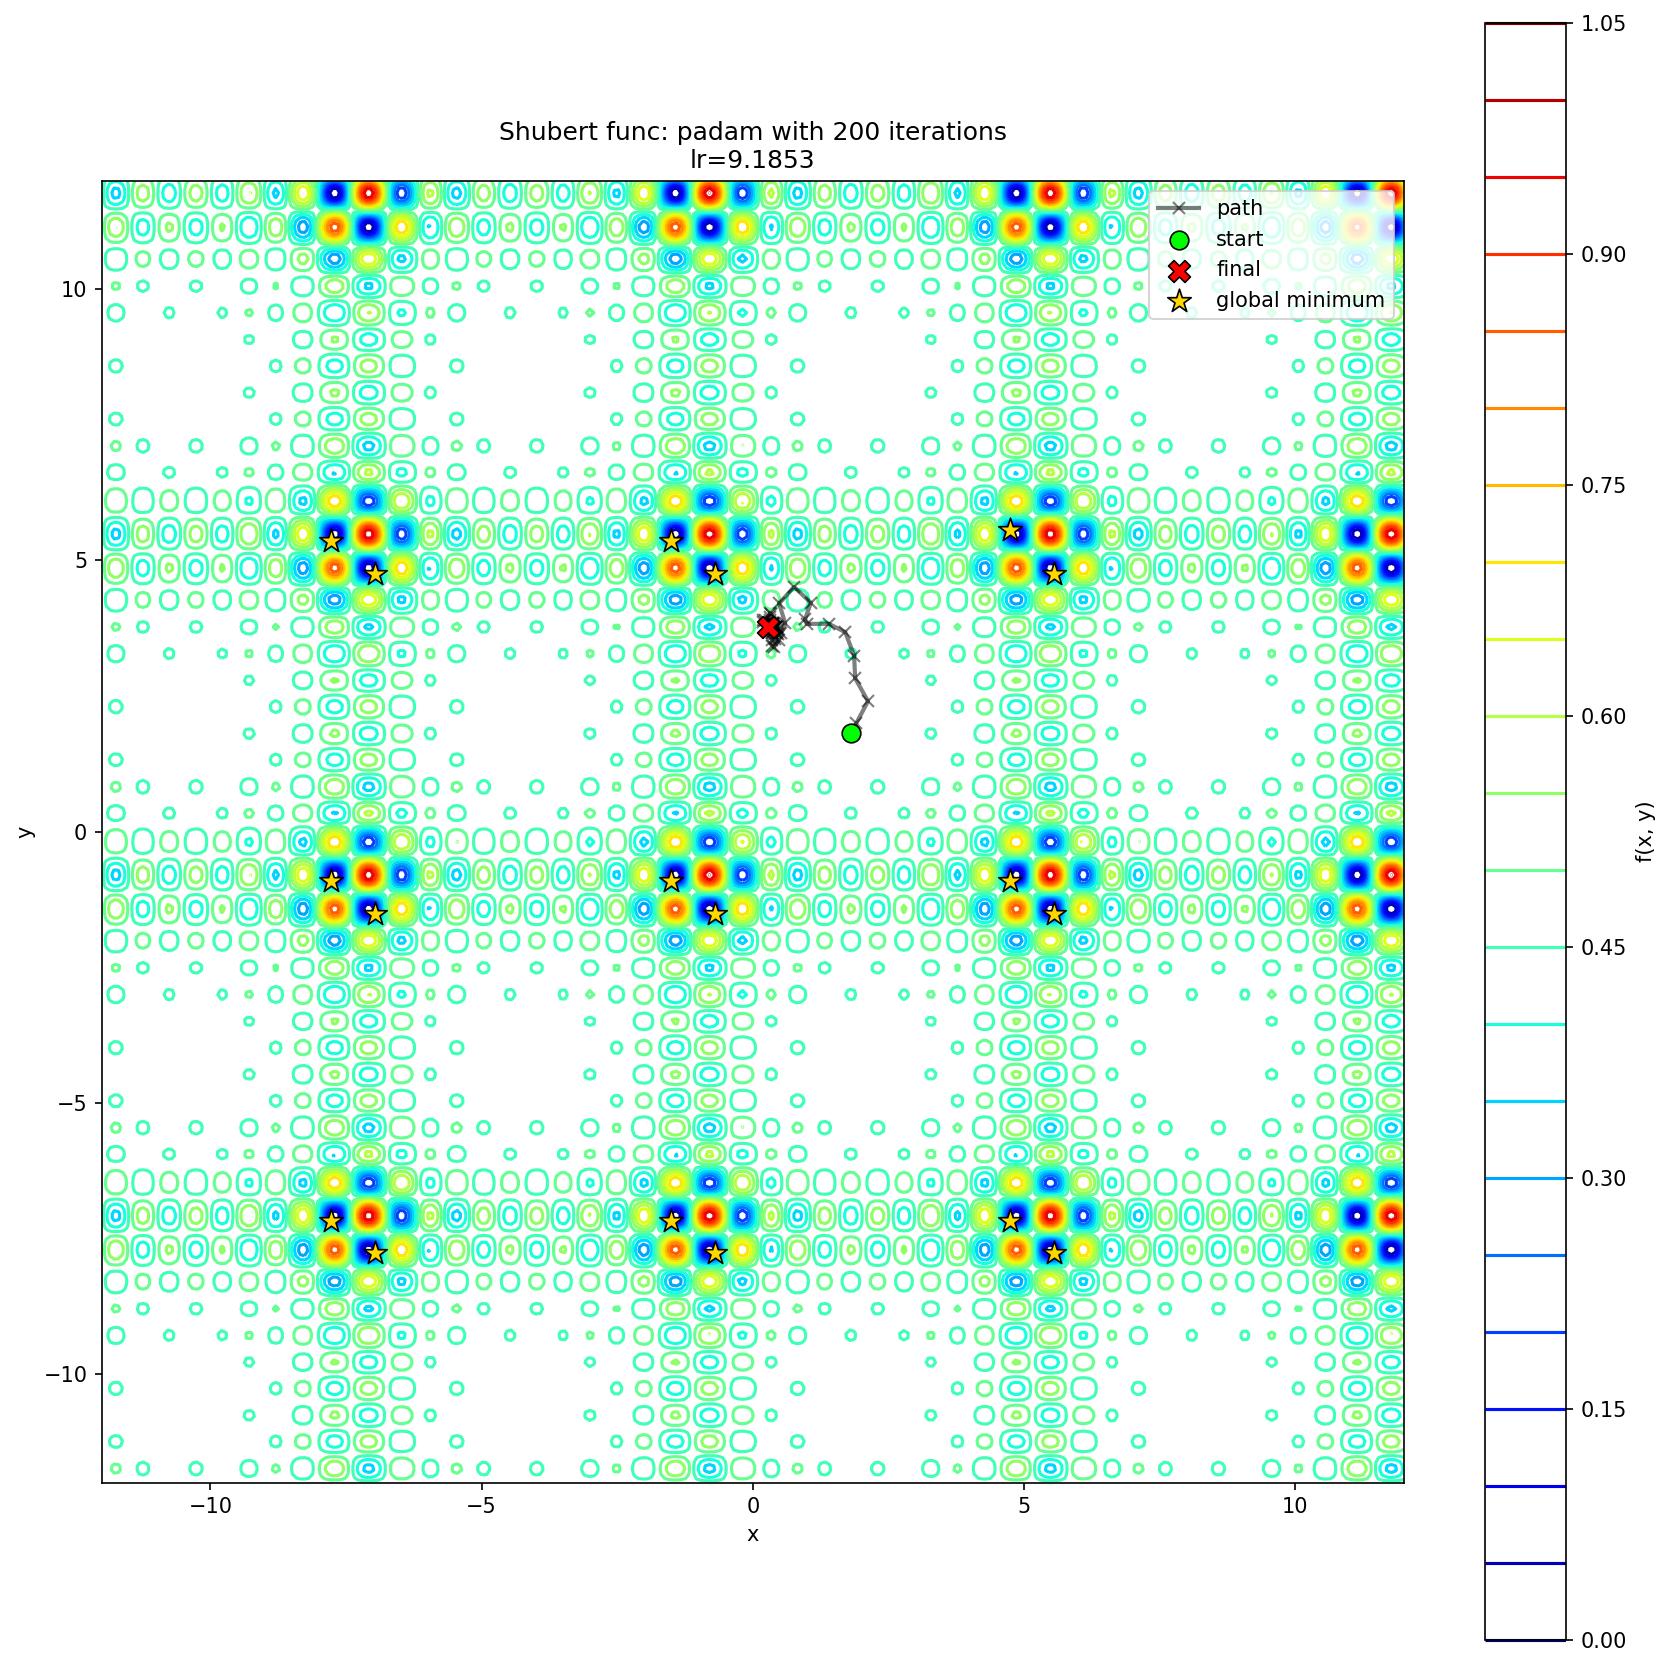 Shubert func: padam with 200 iterations
lr=9.1853
path
start
final
global minimum
10
5
0
−5
−10
y
−10
−5
0
5
10
x
1.05
0.90
0.75
0.60
0.45
0.30
0.15
0.00
f(x, y)